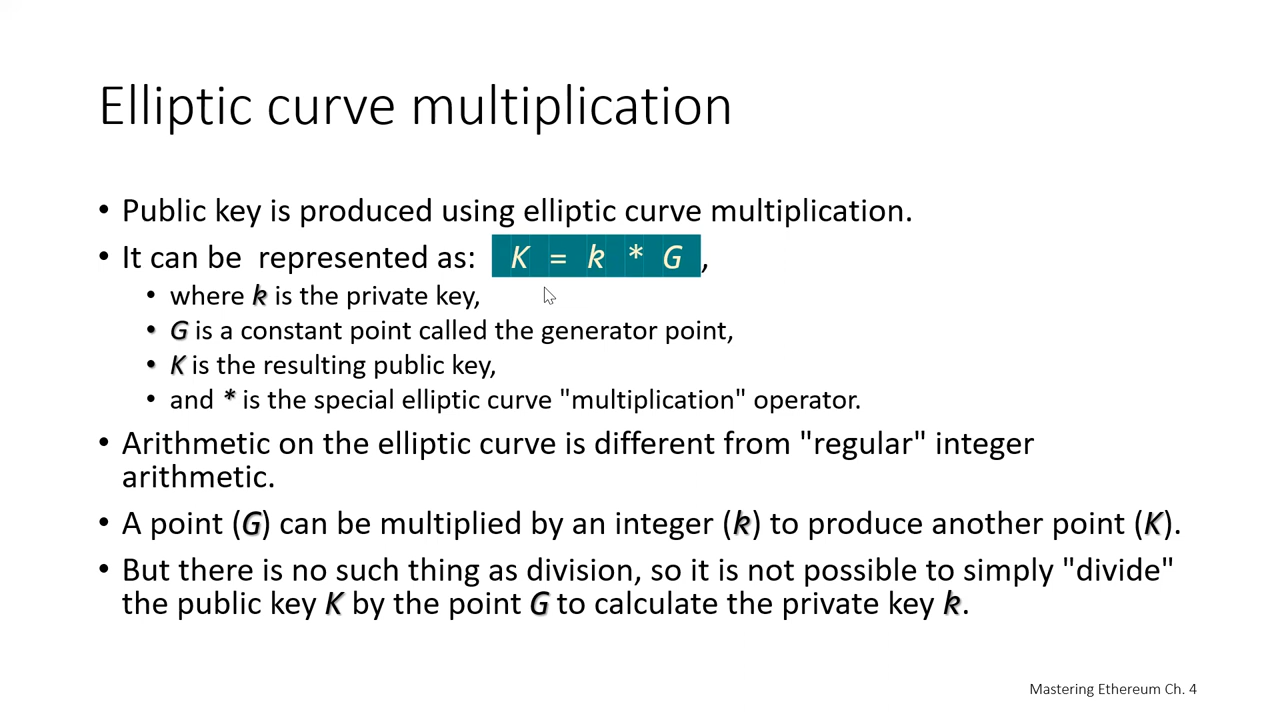 Elliptic curve multiplication
• Public key is produced using elliptic curve multiplication.
• It can be represented as: K = k * G,
• where k is the private key,
• G is a constant point called the generator point,
• K is the resulting public key,
• and * is the special elliptic curve "multiplication" operator.
• Arithmetic on the elliptic curve is different from "regular" integer
arithmetic.
• A point (G) can be multiplied by an integer (k) to produce another point (K).
• But there is no such thing as division, so it is not possible to simply "divide"
the public key K by the point G to calculate the private key k.
Mastering Ethereum Ch. 4